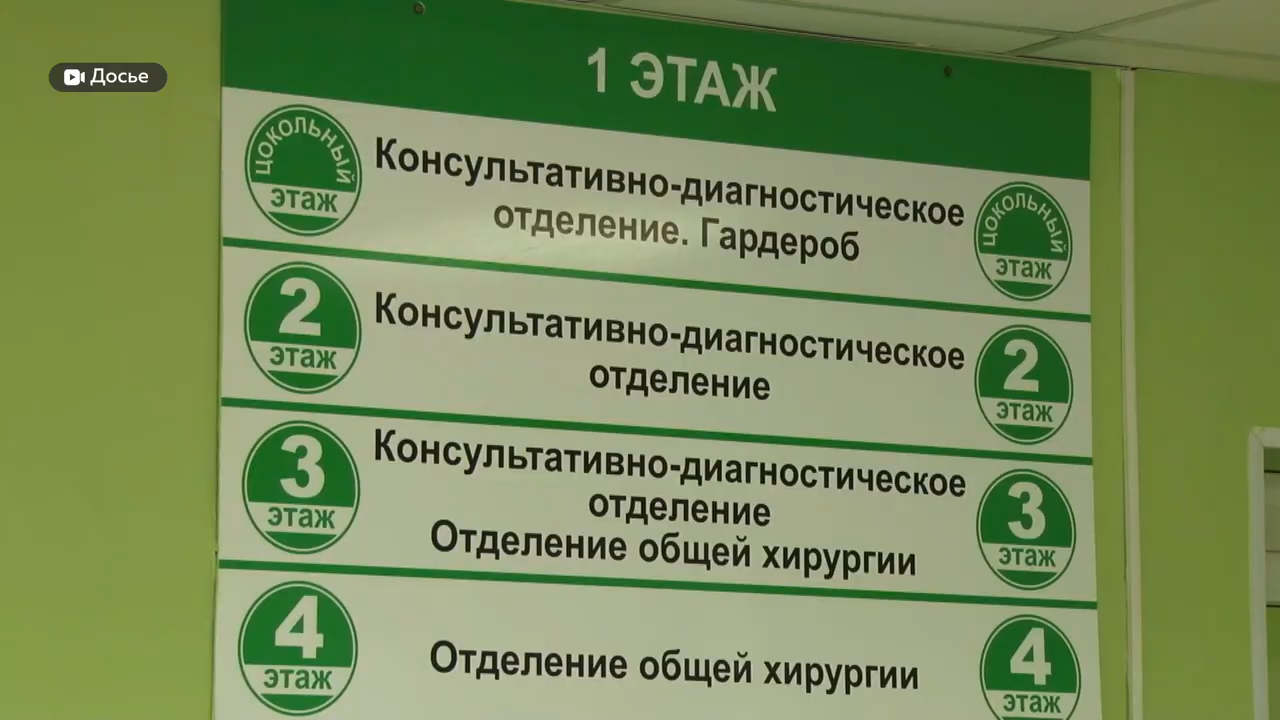 Досье
1 ЭТАЖ
ЦОКОЛЬНЫЙ
этаж
Консультативно-диагностическое
отделение. Гардероб
ЦОКОЛЬНЫЙ
этаж
2
этаж
Консультативно-диагностическое
отделение
2
этаж
3
этаж
Консультативно-диагностическое
отделение
Отделение общей хирургии
3
этаж
4
этаж
Отделение общей хирургии
4
этаж